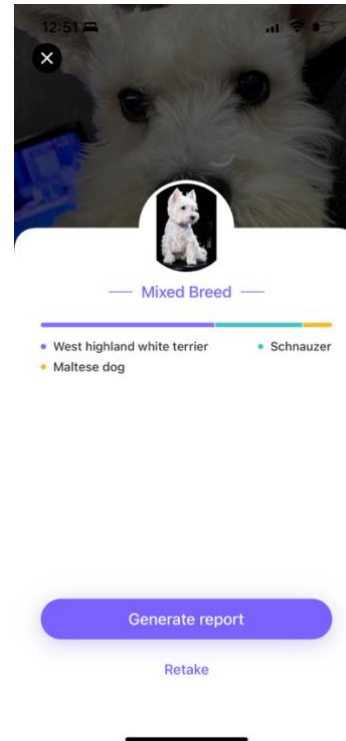 12:51
Mixed Breed
West highland white terrier
Schnauzer
Maltese dog
Generate report
Retake